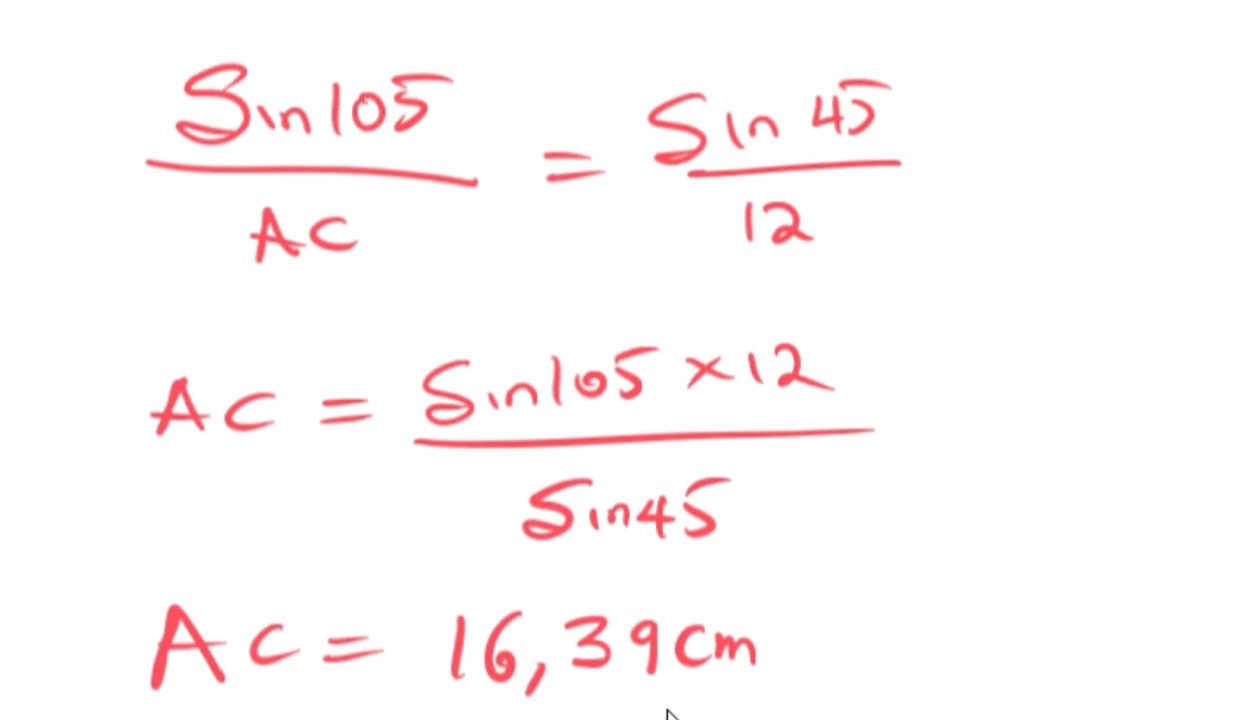 Sin105 / AC = Sin 45 / 12
AC = Sin105 × 12 / Sin45
AC = 16,39cm